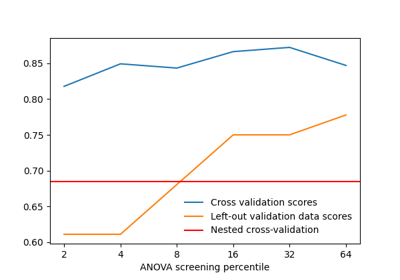 0.85
0.80
0.75
0.70
0.65
0.60
Cross validation scores
Left-out validation data scores
Nested cross-validation
2 4 8 16 32 64
ANOVA screening percentile